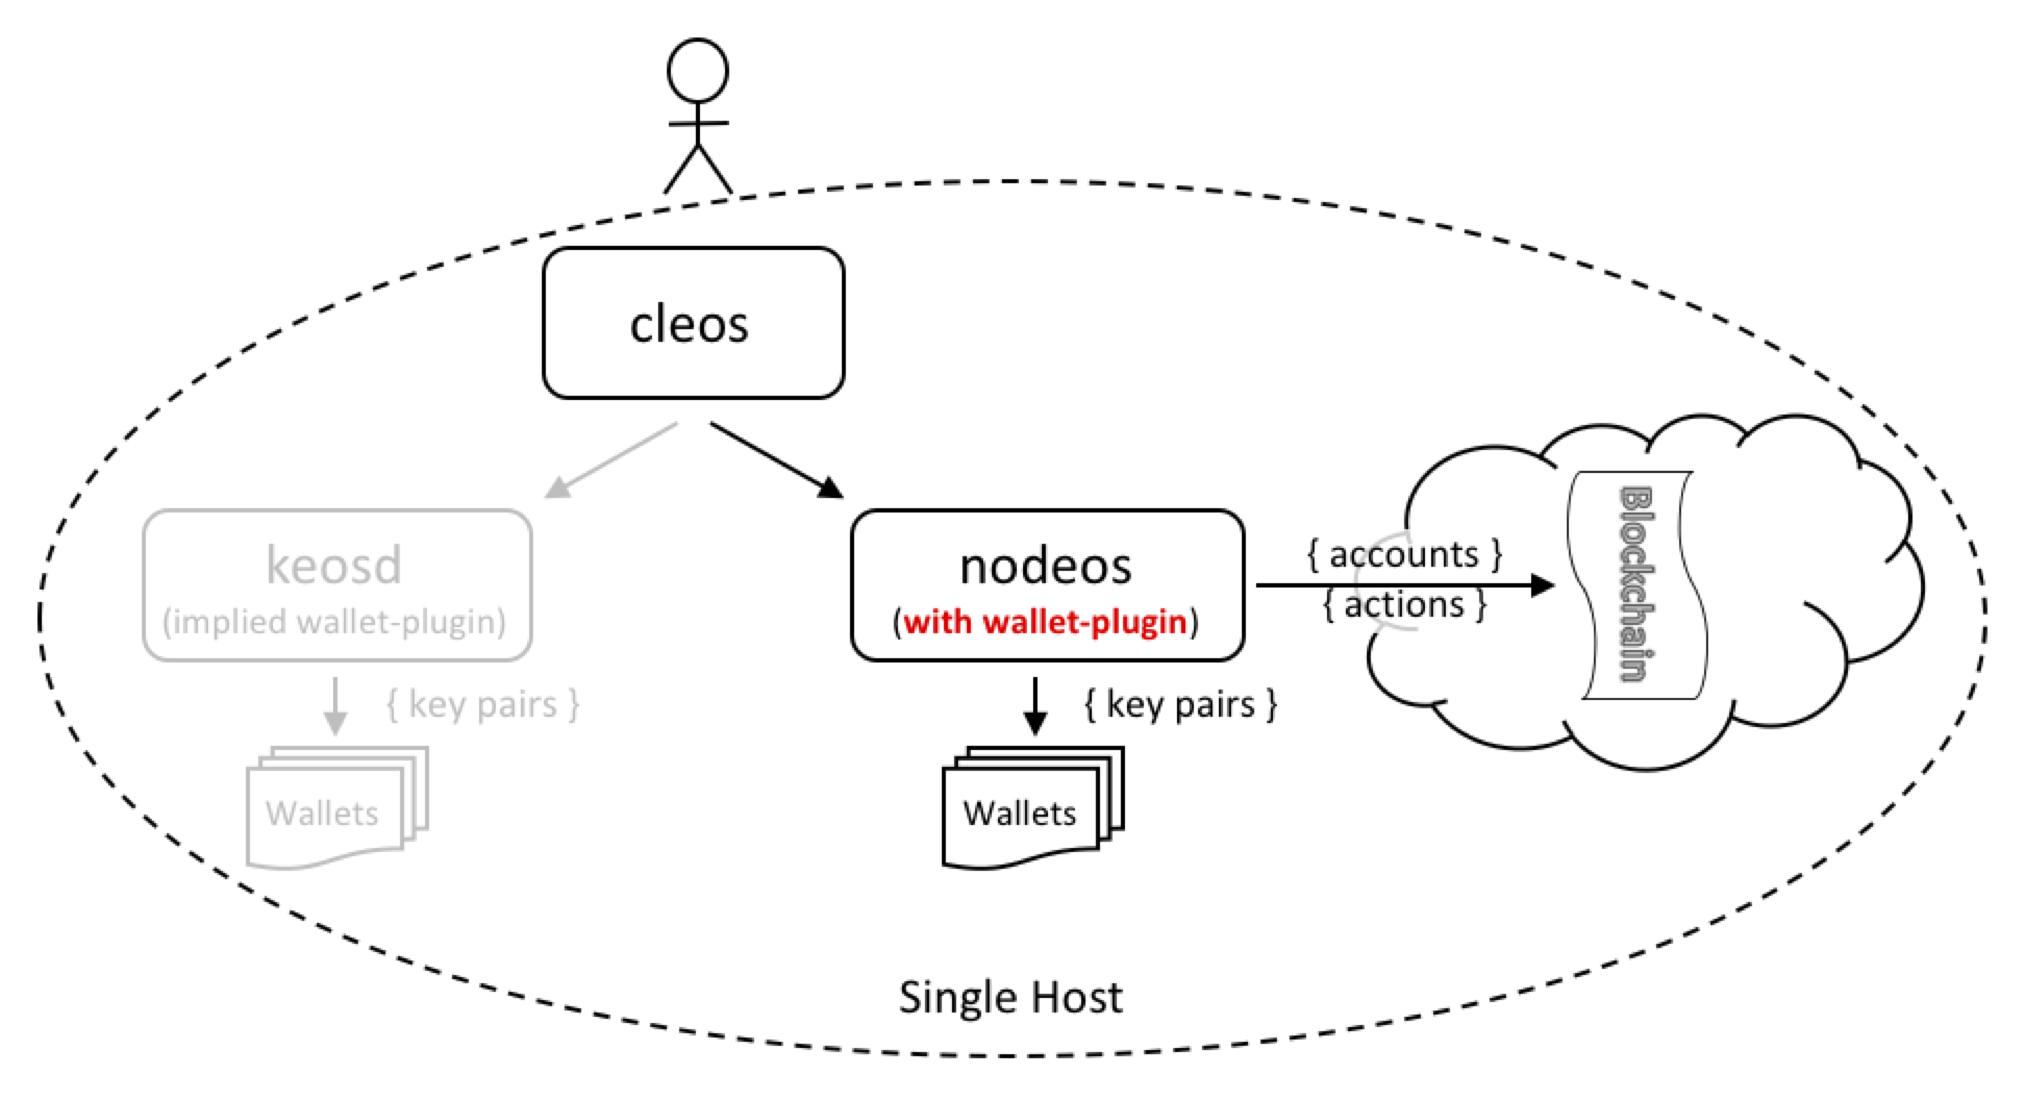 cleos
keosd
(implied wallet-plugin)
{ key pairs }
Wallets
nodeos
(with wallet-plugin)
{ key pairs }
Wallets
{ accounts }
{ actions }
Blockchain
Single Host